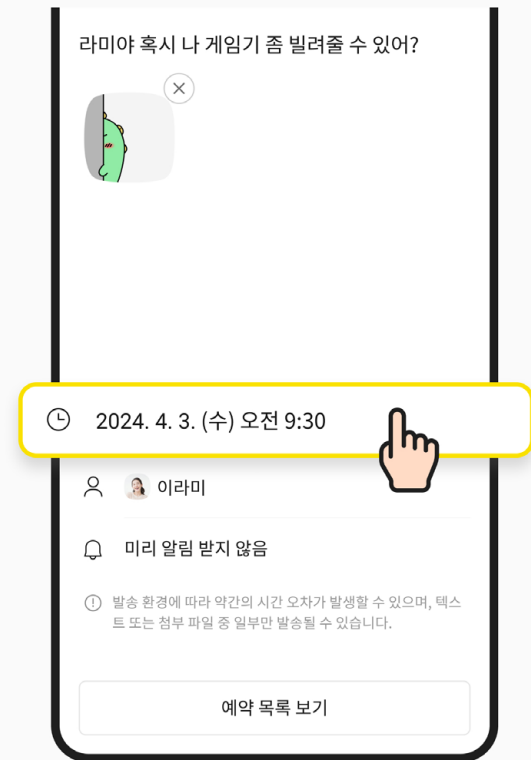 라미야 혹시 나 게임기 좀 빌려줄 수 있어?
2024. 4. 3. (수) 오전 9:30
이라미
미리 알림 받지 않음
발송 환경에 따라 약간의 시간 오차가 발생할 수 있으며, 텍스
트 또는 첨부 파일 중 일부만 발송될 수 있습니다.
예약 목록 보기